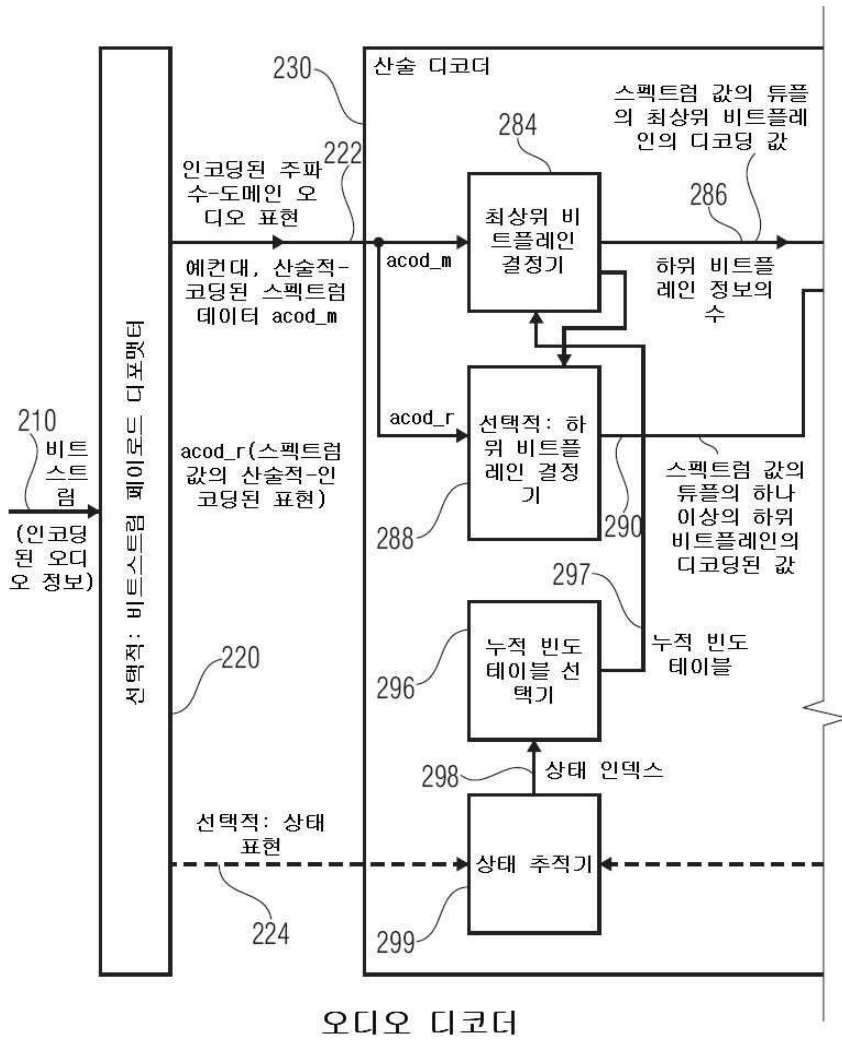 산술 디코더
230
스펙트럼 값의 튜플
의 최상위 비트플레
인의 디코딩 값
222
284
인코딩된 주파
수-도메인 오
디오 표현
최상위 비
트플레인
결정기
286
acod_m
예컨대, 산술적-
코딩된 스펙트럼
데이터 acod_m
하위 비트플
레인 정보의
수
선택적: 비트스트림 페이로드 디포맷터
210
비트
스트림
(인코딩
된 오디
오 정보)
acod_r(스펙트럼
값의 산술적-인
코딩된 표현)
acod_r
선택적: 하
위 비트플
레인 결정
기
288
290
스펙트럼 값의
튜플의 하나
이상의 하위
비트플레인의
디코딩된 값
297
누적 빈도
테이블 선
택기
296
누적 빈도
테이블
220
298
상태 인덱스
선택적: 상태
표현
상태 추적기
224
299
오디오 디코더